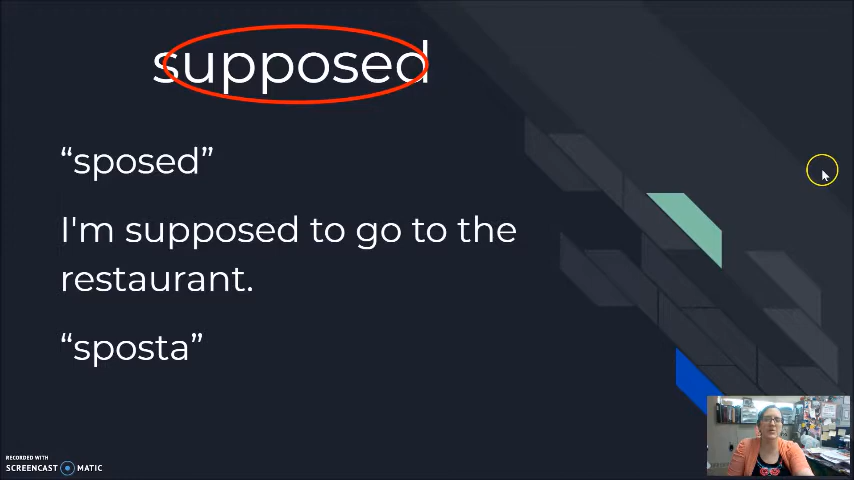 supposed
“sposed”
I'm supposed to go to the
restaurant.
“sposta”
RECORDED WITH
SCREENCAST MATIC